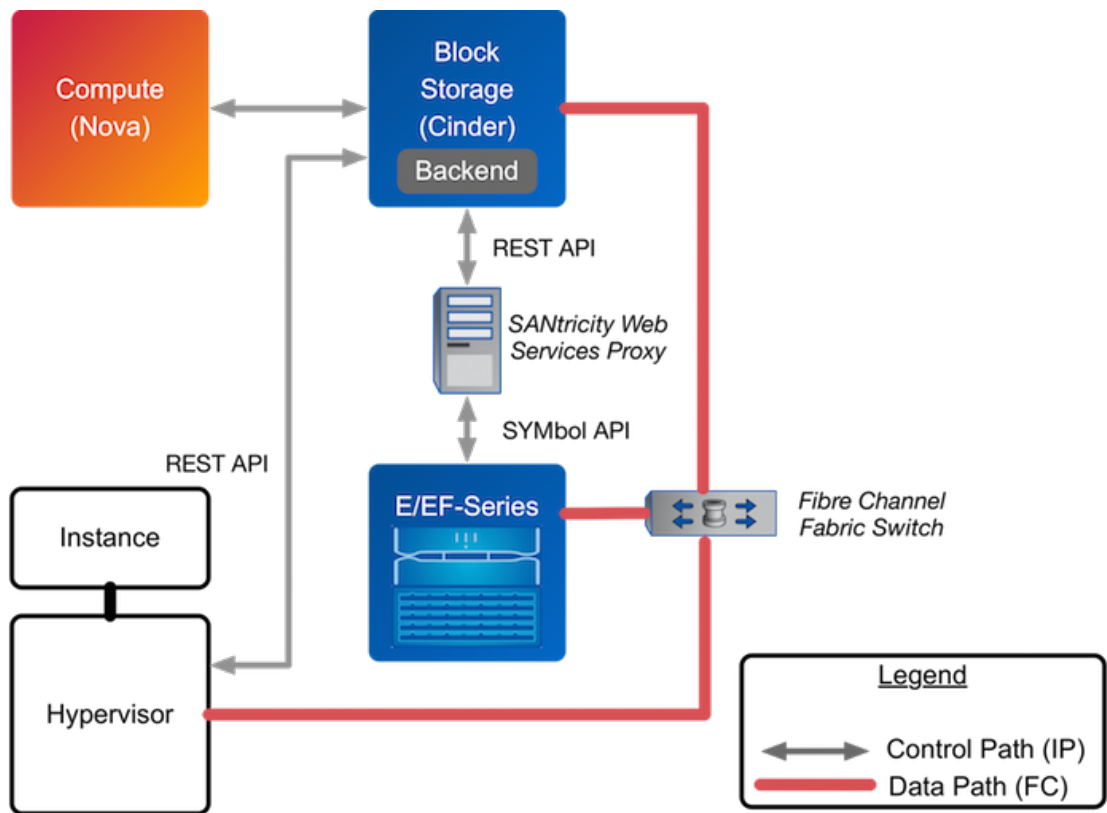 Compute
(Nova)
Block
Storage
(Cinder)
Backend
REST API
SANtricity Web
Services Proxy
SYMbol API
REST API
E/EF-Series
Fibre Channel
Fabric Switch
Instance
Hypervisor
Legend
Control Path (IP)
Data Path (FC)